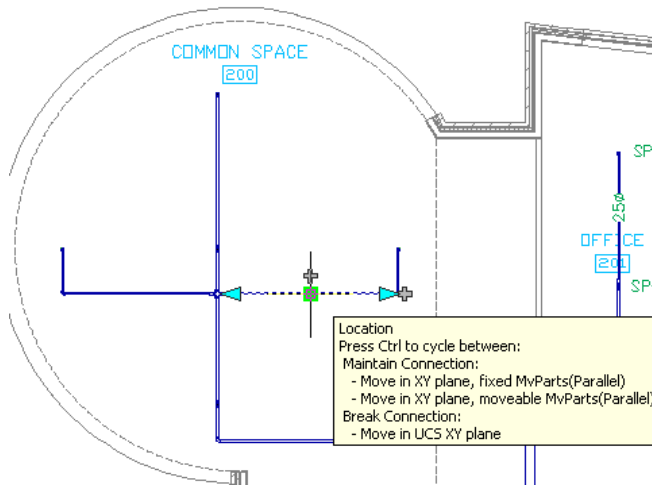 COMMON SPACE
200
SP
25ø
OFFICE
201
SP
Location
Press Ctrl to cycle between:
Maintain Connection:
- Move in XY plane, fixed MvParts(Parallel)
- Move in XY plane, moveable MvParts(Parallel)
Break Connection:
- Move in UCS XY plane